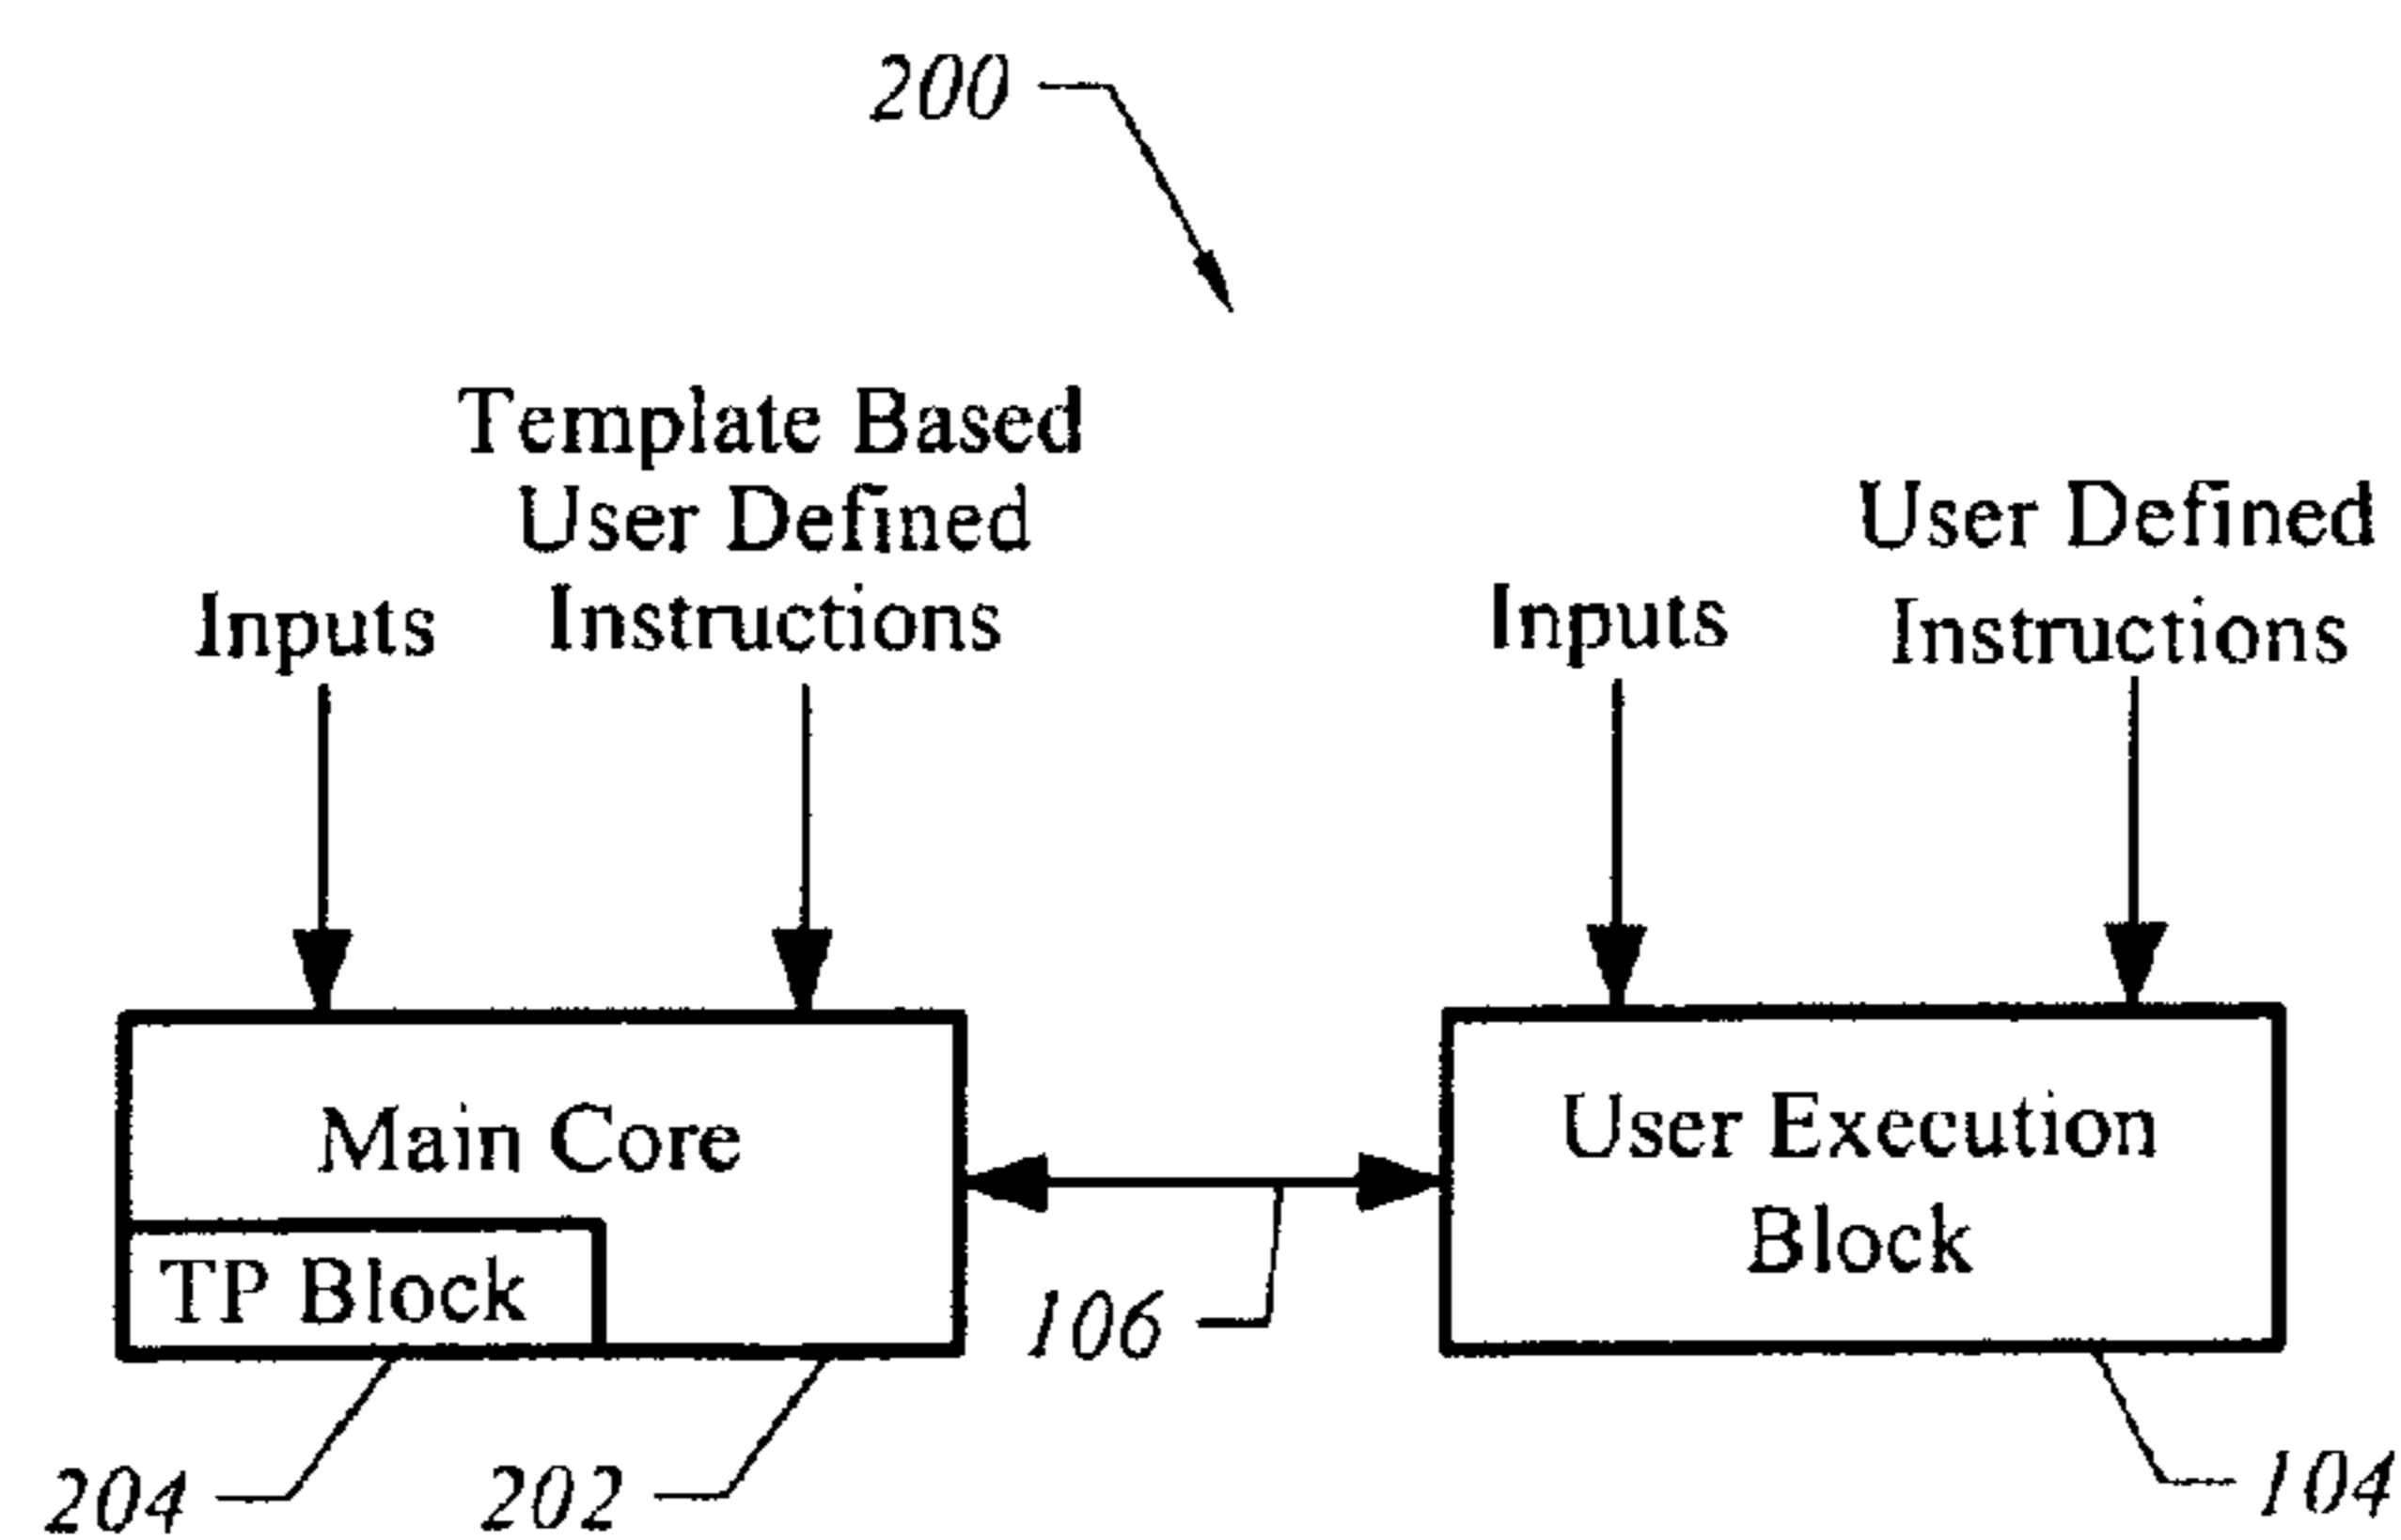 200
Template Based
User Defined
Instructions
Inputs
Inputs
User Defined
Instructions
Main Core
TP Block
User Execution
Block
106
204
202
104